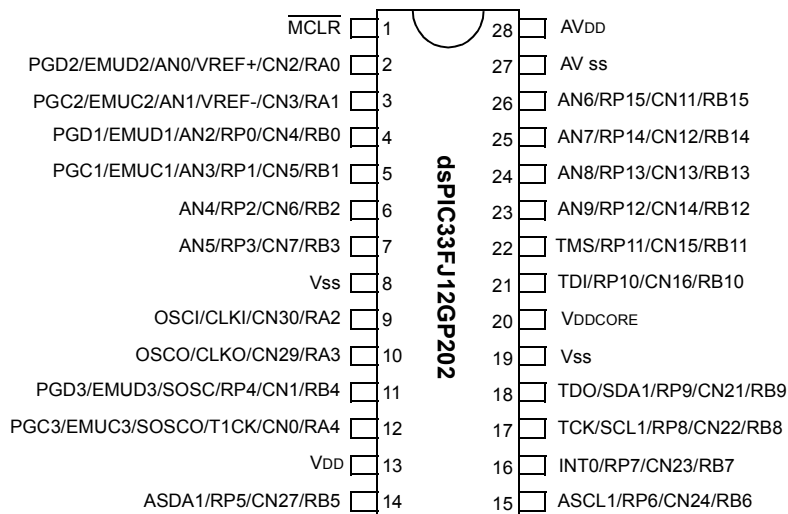 MCLR 1
28 AVDD
PGD2/EMUD2/AN0/VREF+/CN2/RA0 2
27 AV ss
PGC2/EMUC2/AN1/VREF-/CN3/RA1 3
26 AN6/RP15/CN11/RB15
PGD1/EMUD1/AN2/RP0/CN4/RB0 4
25 AN7/RP14/CN12/RB14
PGC1/EMUC1/AN3/RP1/CN5/RB1 5
24 AN8/RP13/CN13/RB13
AN4/RP2/CN6/RB2 6
23 AN9/RP12/CN14/RB12
AN5/RP3/CN7/RB3 7
22 TMS/RP11/CN15/RB11
Vss 8
21 TDI/RP10/CN16/RB10
OSCI/CLKI/CN30/RA2 9
20 VDDCORE
OSCO/CLKO/CN29/RA3 10
19 Vss
PGD3/EMUD3/SOSC/RP4/CN1/RB4 11
18 TDO/SDA1/RP9/CN21/RB9
PGC3/EMUC3/SOSCO/T1CK/CN0/RA4 12
17 TCK/SCL1/RP8/CN22/RB8
VDD 13
16 INT0/RP7/CN23/RB7
ASDA1/RP5/CN27/RB5 14
15 ASCL1/RP6/CN24/RB6
dsPIC33FJ12GP202